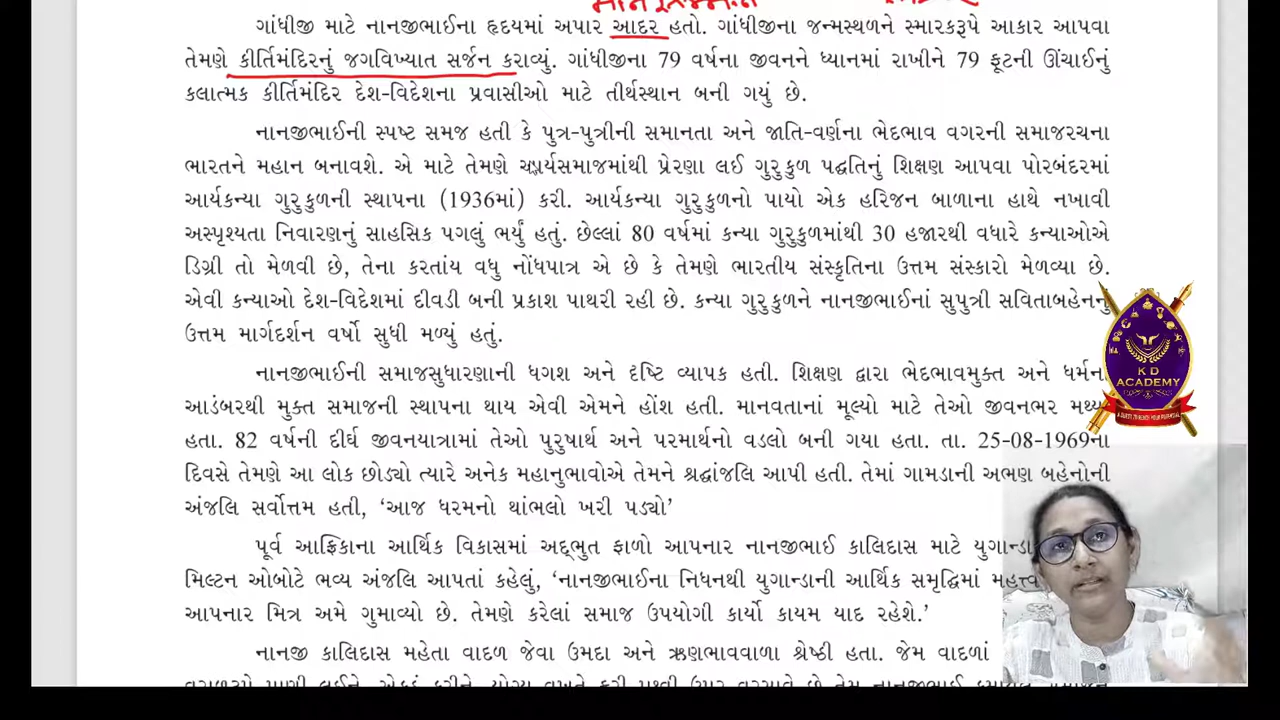 ગાંધીજી માટે નાનજીભાઈના હૃદયમાં અપાર આદર હતો. ગાંધીજીના જન્મસ્થળને સ્મારકરૂપે આકાર આપવા
તેમણે કીર્તિમંદિરનું જગવિખ્યાત સર્જન કરાવ્યું. ગાંધીજીના 79 વર્ષના જીવનને ધ્યાનમાં રાખીને 79 ફૂટની ઊંચાઈનું
કલાત્મક કીર્તિમંદિર દેશ-વિદેશના પ્રવાસીઓ માટે તીર્થસ્થાન બની ગયું છે.
નાનજીભાઈની સ્પષ્ટ સમજ હતી કે પુત્ર-પુત્રીની સમાનતા અને જાતિ-વર્ણના ભેદભાવ વગરની સમાજરચના
ભારતને મહાન બનાવશે. એ માટે તેમણે આર્યસમાજમાંથી પ્રેરણા લઈ ગુરુકુળ પદ્ધતિનું શિક્ષણ આપવા પોરબંદરમાં
આર્યકન્યા ગુરુકુળની સ્થાપના (1936માં) કરી. આર્યકન્યા ગુરુકુળનો પાયો એક હરિજન બાળાના હાથે નખાવી
અસ્પૃશ્યતા નિવારણનું સાહસિક પગલું ભર્યું હતું. છેલ્લાં 80 વર્ષમાં કન્યા ગુરુકુળમાંથી 30 હજારથી વધારે કન્યાઓએ
ડિગ્રી તો મેળવી છે, તેના કરતાંય વધુ નોંધપાત્ર એ છે કે તેમણે ભારતીય સંસ્કૃતિના ઉત્તમ સંસ્કારો મેળવ્યા છે.
એવી કન્યાઓ દેશ-વિદેશમાં દીવડી બની પ્રકાશ પાથરી રહી છે. કન્યા ગુરુકુળને નાનજીભાઈનાં સુપુત્રી સવિતાબહેનનું
ઉત્તમ માર્ગદર્શન વર્ષો સુધી મળ્યું હતું.
નાનજીભાઈની સમાજસુધારણાની ધગશ અને દૃષ્ટિ વ્યાપક હતી. શિક્ષણ દ્વારા ભેદભાવમુક્ત અને ધર્મના
આડંબરથી મુક્ત સમાજની સ્થાપના થાય એવી એમને હોંશ હતી. માનવતાનાં મૂલ્યો માટે તેઓ જીવનભર મથ્યા
હતા. 82 વર્ષની દીર્ઘ જીવનયાત્રામાં તેઓ પુરુષાર્થ અને પરમાર્થનો વડલો બની ગયા હતા. તા. 25-08-1969ના
દિવસે તેમણે આ લોક છોડ્યો ત્યારે અનેક મહાનુભાવોએ તેમને શ્રદ્ધાંજલિ આપી હતી. તેમાં ગામડાની અભણ બહેનોની
અંજલિ સર્વોત્તમ હતી, ‘આજ ધરમનો થાંભલો ખરી પડ્યો’
પૂર્વ આફ્રિકાના આર્થિક વિકાસમાં અદ્ભુત ફાળો આપનાર નાનજીભાઈ કાલિદાસ માટે
મિલ્ટન ઓબોટે ભવ્ય અંજલિ આપતાં કહેલું, ‘નાનજીભાઈના નિધનથી યુગાન્ડાની આર્થિક સમૃદ્ધિમાં
આપનાર મિત્ર અમે ગુમાવ્યો છે. તેમણે કરેલાં સમાજ ઉપયોગી કાર્યો કાયમ યાદ રહેશે.’
નાનજી કાલિદાસ મહેતા વાદળ જેવા ઉમદા અને ઋણભાવવાળા શ્રેષ્ઠી હતા. જેમ વાદળાં
K D
ACADEMY